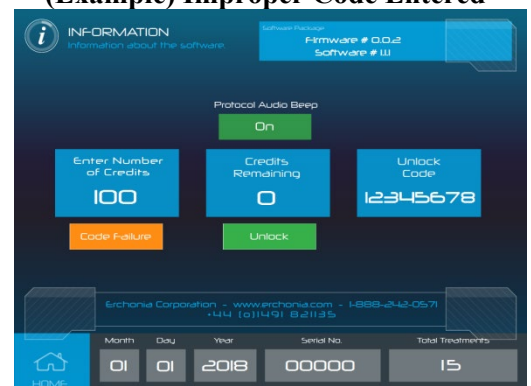 (Example) Improper Code Entered
i
INFORMATION
Information about the software.
Software Package
Firmware # 0.0.2
Software # 1.1.1
Protocol Audio Beep
On
Enter Number
of Credits
100
Credits
Remaining
0
Unlock
Code
12345678
Code Failure
Unlock
Erchonia Corporation - www.erchonia.com - 1-888-242-0571
+44 (0)1491 821135
Month
Day
Year
Serial No.
Total Treatments
01
01
2018
00000
15
HOME